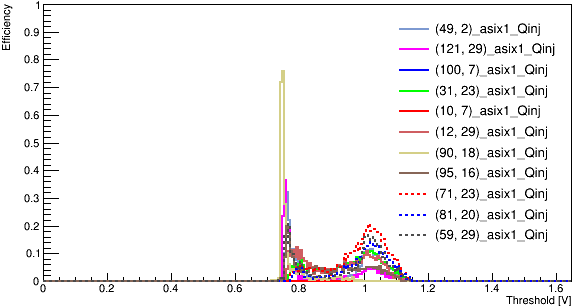 Efficiency
1
0.9
0.8
0.7
0.6
0.5
0.4
0.3
0.2
0.1
0
(49, 2)_asix1_Qinj
(121, 29)_asix1_Qinj
(100, 7)_asix1_Qinj
(31, 23)_asix1_Qinj
(10, 7)_asix1_Qinj
(12, 29)_asix1_Qinj
(90, 18)_asix1_Qinj
(95, 16)_asix1_Qinj
(71, 23)_asix1_Qinj
(81, 20)_asix1_Qinj
(59, 29)_asix1_Qinj
0 0.2 0.4 0.6 0.8 1.0 1.2 1.4 1.6
Threshold [V]